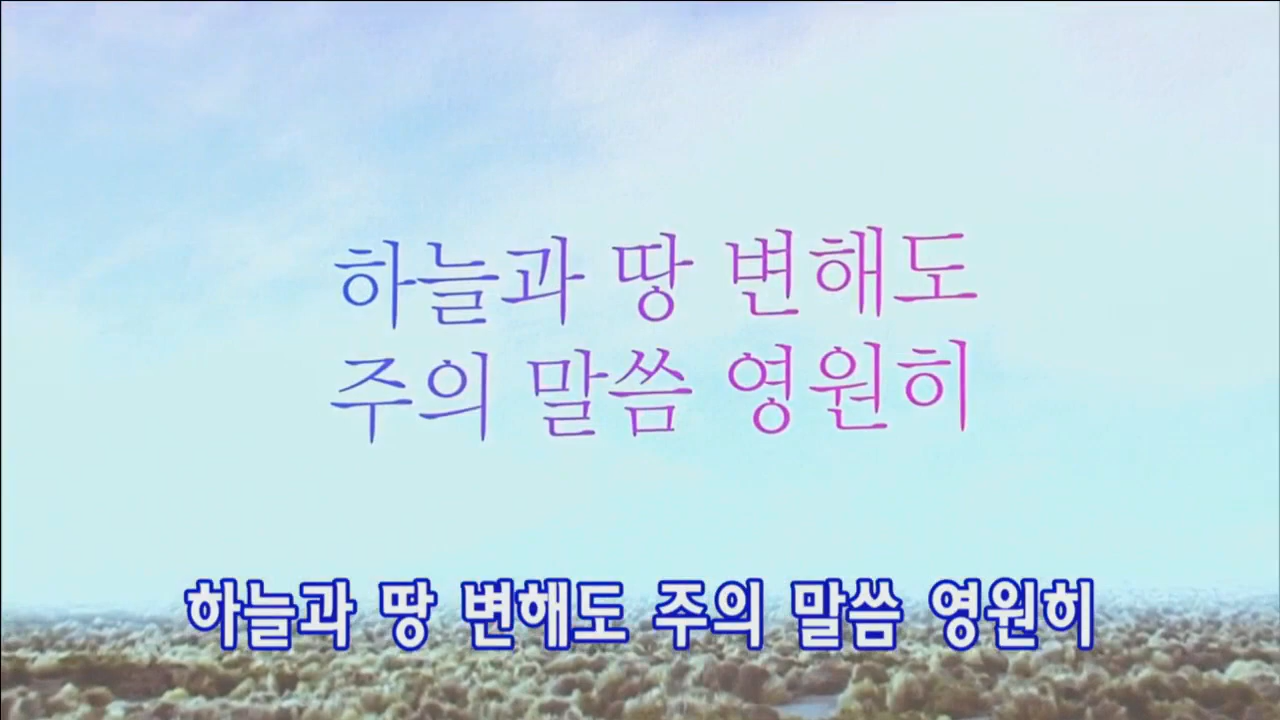 하늘과 땅 변해도
주의 말씀 영원히
하늘과 땅 변해도 주의 말씀 영원히